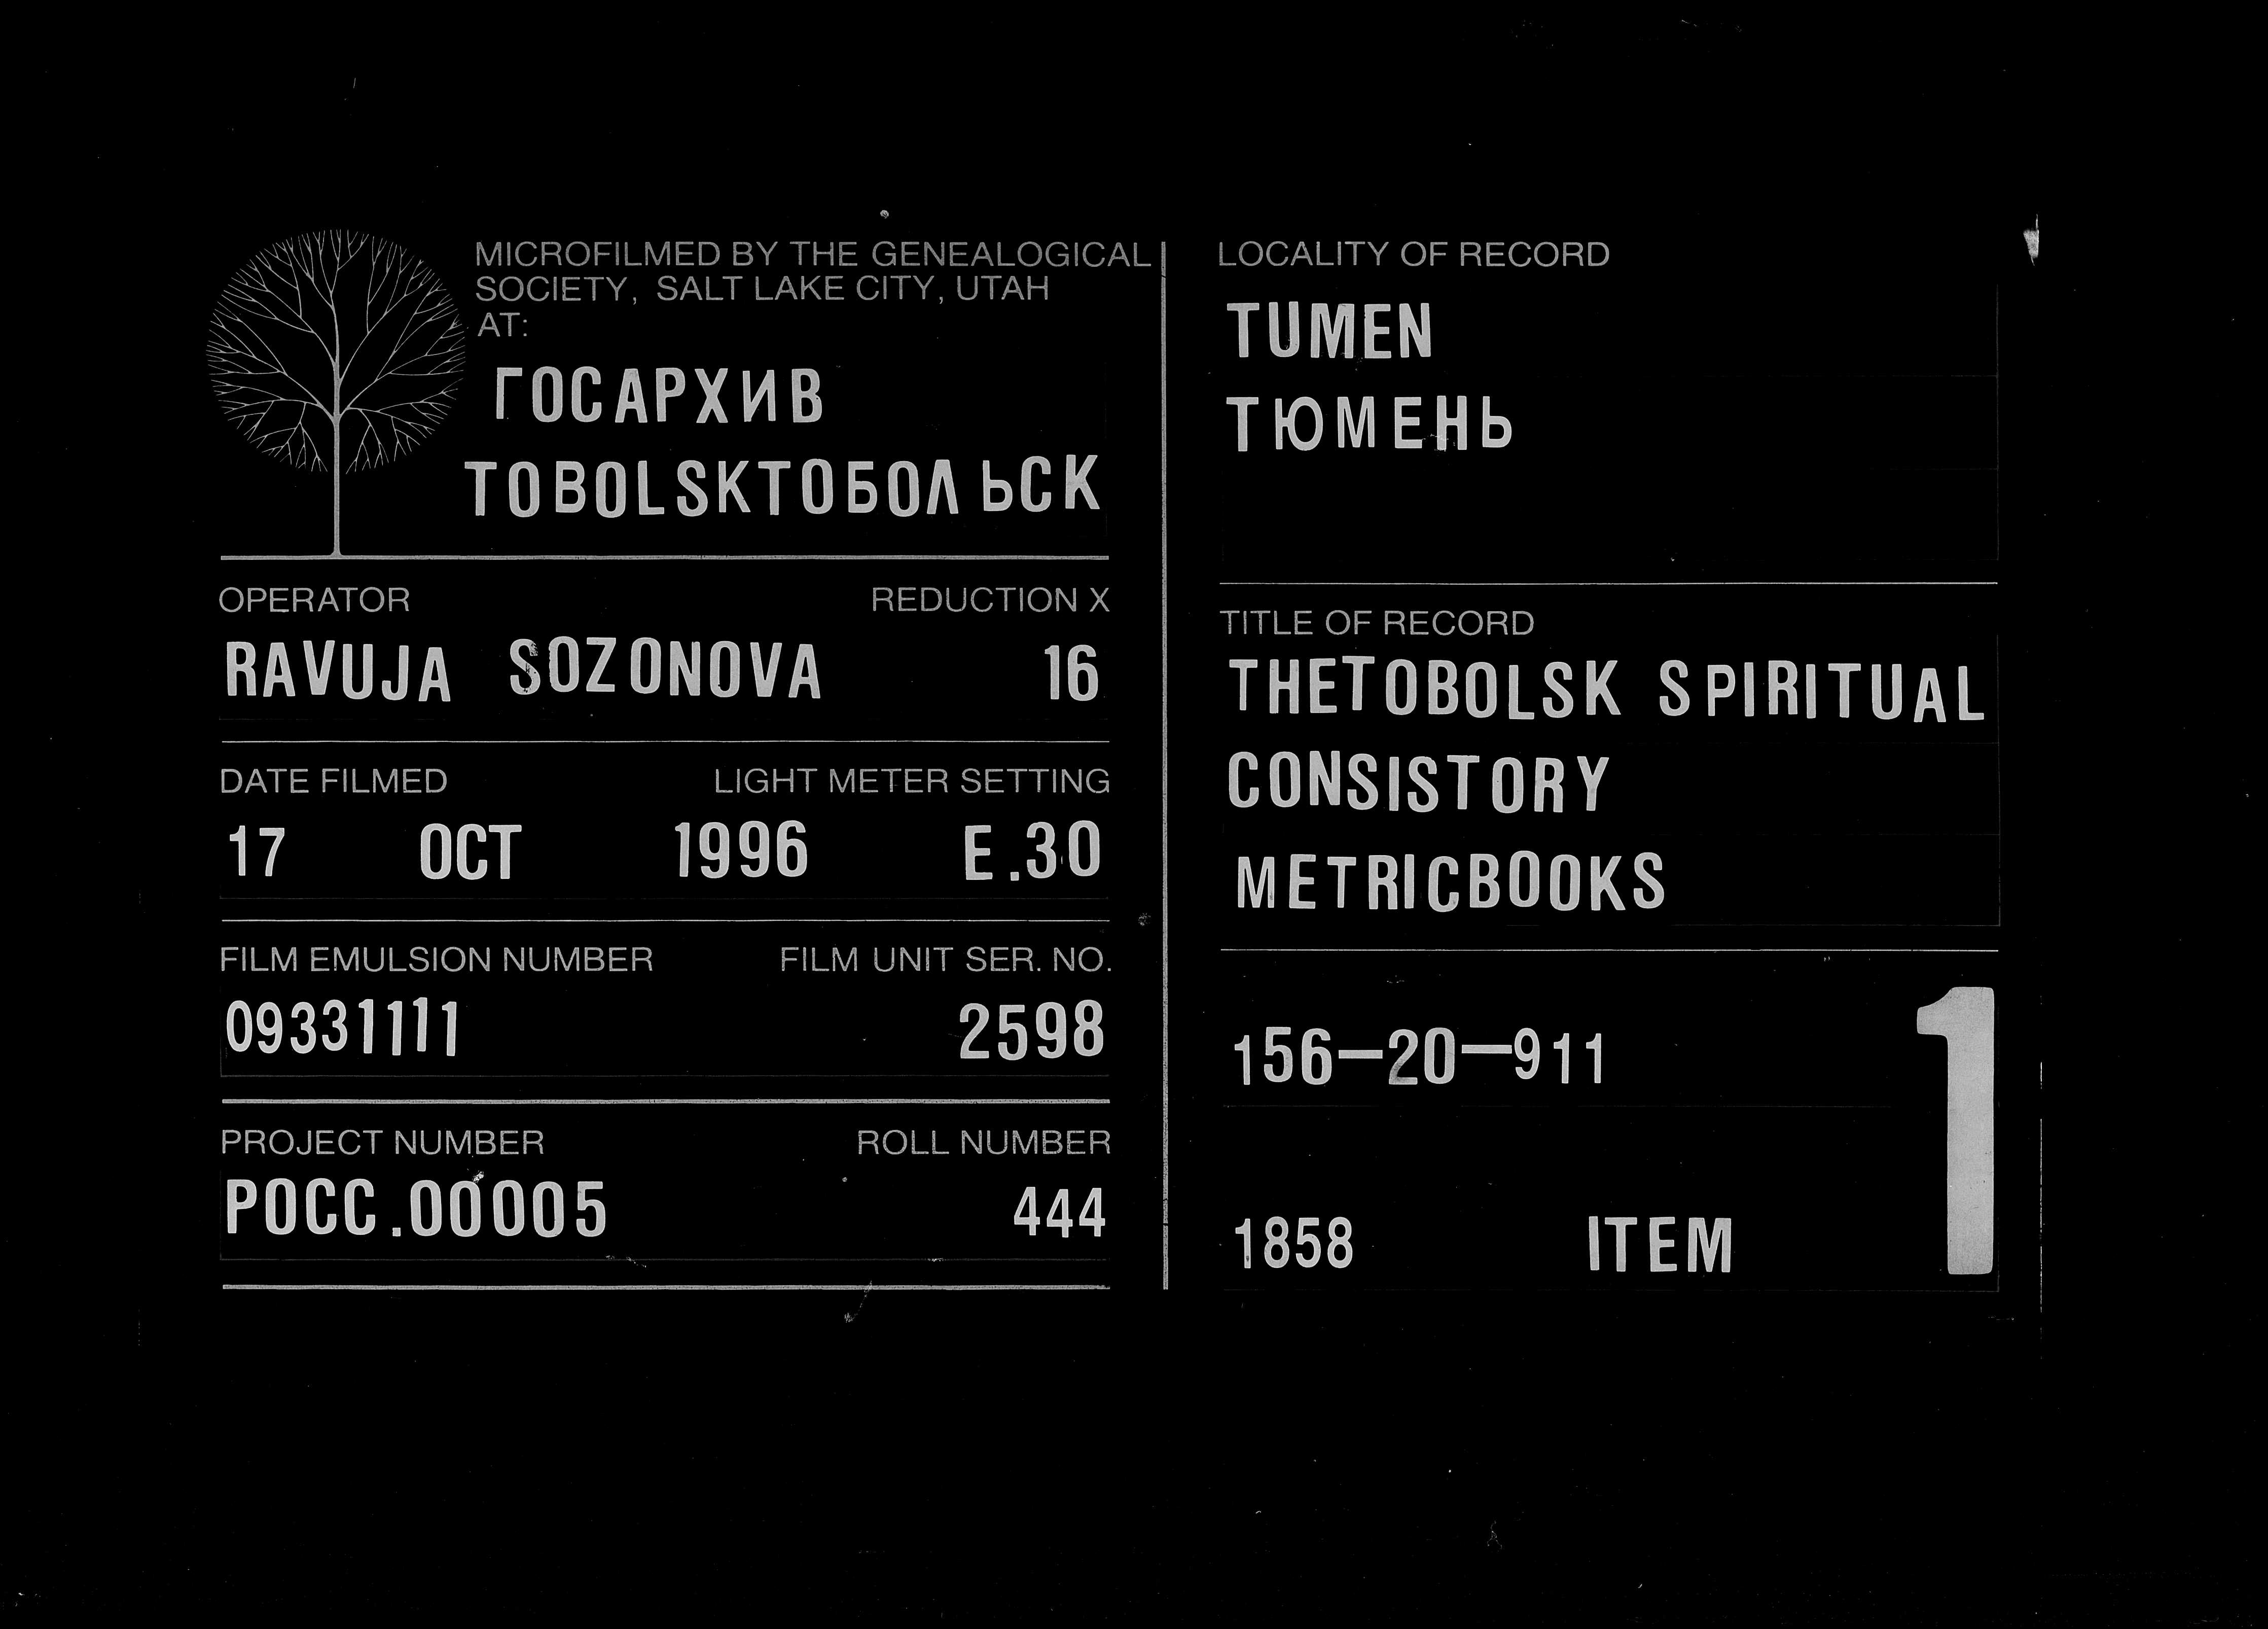 MICROFILMED BY THE GENEALOGICAL
SOCIETY, SALT LAKE CITY, UTAH
AT:
ГОСАРХИВ
TOBOLSKТОБОЛЬСК
OPERATOR REDUCTION X
RAVUJA SOZONOVA 16
DATE FILMED LIGHT METER SETTING
17 OCT 1996 E.30
FILM EMULSION NUMBER FILM UNIT SER. NO.
09331111 2598
PROJECT NUMBER ROLL NUMBER
РОСС.00005 444
LOCALITY OF RECORD
TUMEN
ТЮМЕНЬ
TITLE OF RECORD
THETOBOLSK SPIRITUAL
CONSISTORY
METRICBOOKS
156-20-911
1858 ITEM 1